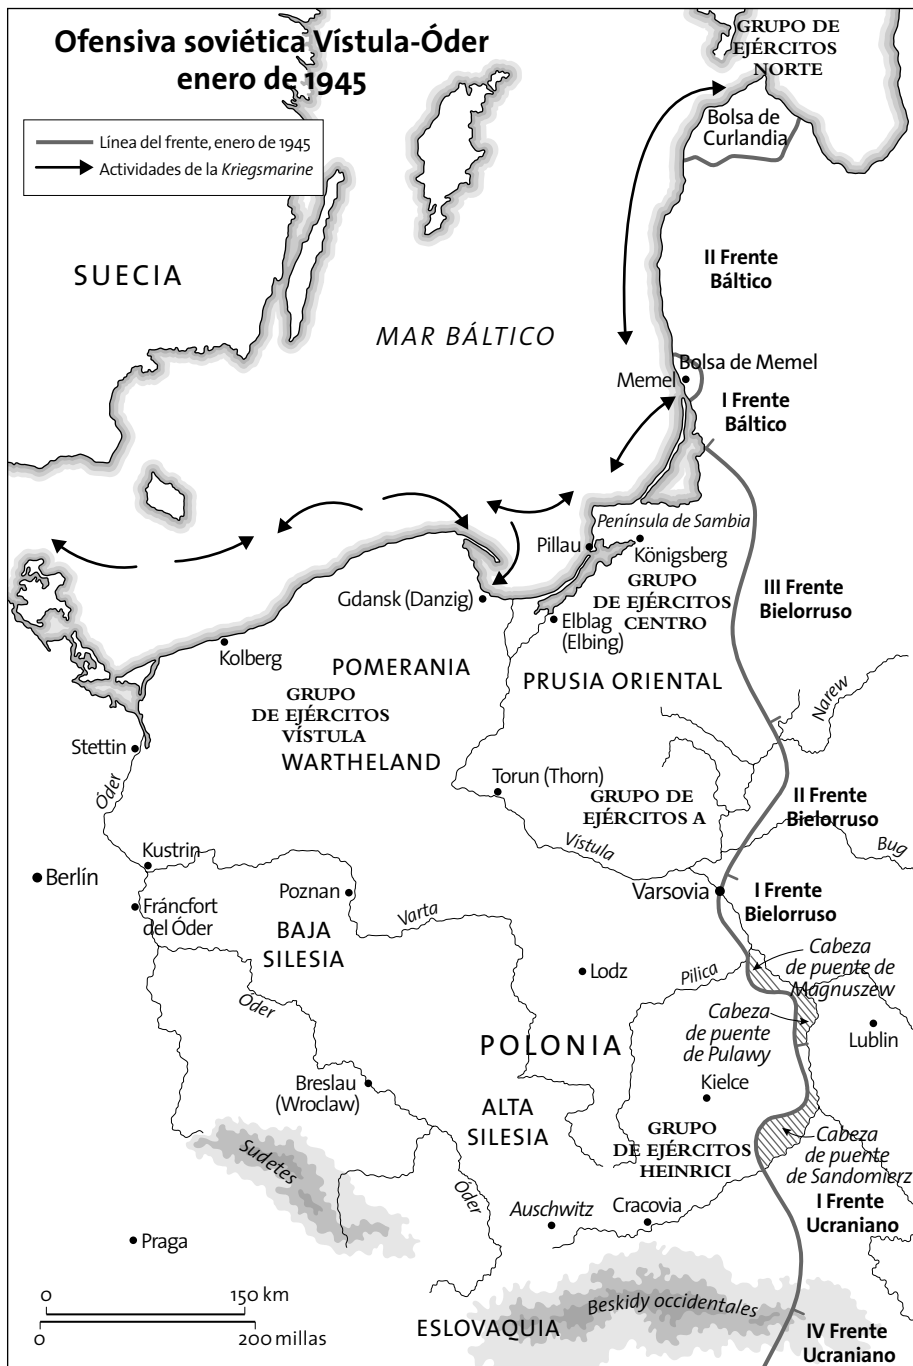 Ofensiva soviética Vístula-Óder
enero de 1945
Línea del frente, enero de 1945
Actividades de la Kriegsmarine
GRUPO DE
EJÉRCITOS
NORTE
Bolsa de
Curlandia
SUECIA
II Frente
Báltico
MAR BÁLTICO
Bolsa de Memel
Memel
I Frente
Báltico
Península de Sambia
Pillau
Königsberg
GRUPO
DE EJÉRCITOS
CENTRO
III Frente
Bielorruso
Gdansk (Danzig)
Elblag
(Elbing)
Kolberg
POMERANIA
PRUSIA ORIENTAL
GRUPO
DE EJÉRCITOS
VÍSTULA
Narew
Stettin
WARTHELAND
Óder
Torun (Thorn)
GRUPO DE
EJÉRCITOS A
II Frente
Bielorruso
Vístula
Bug
Kustrin
Berlín
Poznan
Varsovia
I Frente
Bielorruso
Fráncfort
del Óder
Varta
BAJA
SILESIA
Cabeza
de puente de
Magnuszew
Lodz
Pilica
Óder
Cabeza
de puente
de Pulawy
Lublin
POLONIA
Kielce
Breslau
(Wroclaw)
ALTA
SILESIA
GRUPO
DE EJÉRCITOS
HEINRICI
Cabeza
de puente
de Sandomierz
Sudetes
Óder
I Frente
Ucraniano
Auschwitz
Cracovia
Praga
0 150 km
0 200 millas
Beskidy occidentales
ESLOVAQUIA
IV Frente
Ucraniano